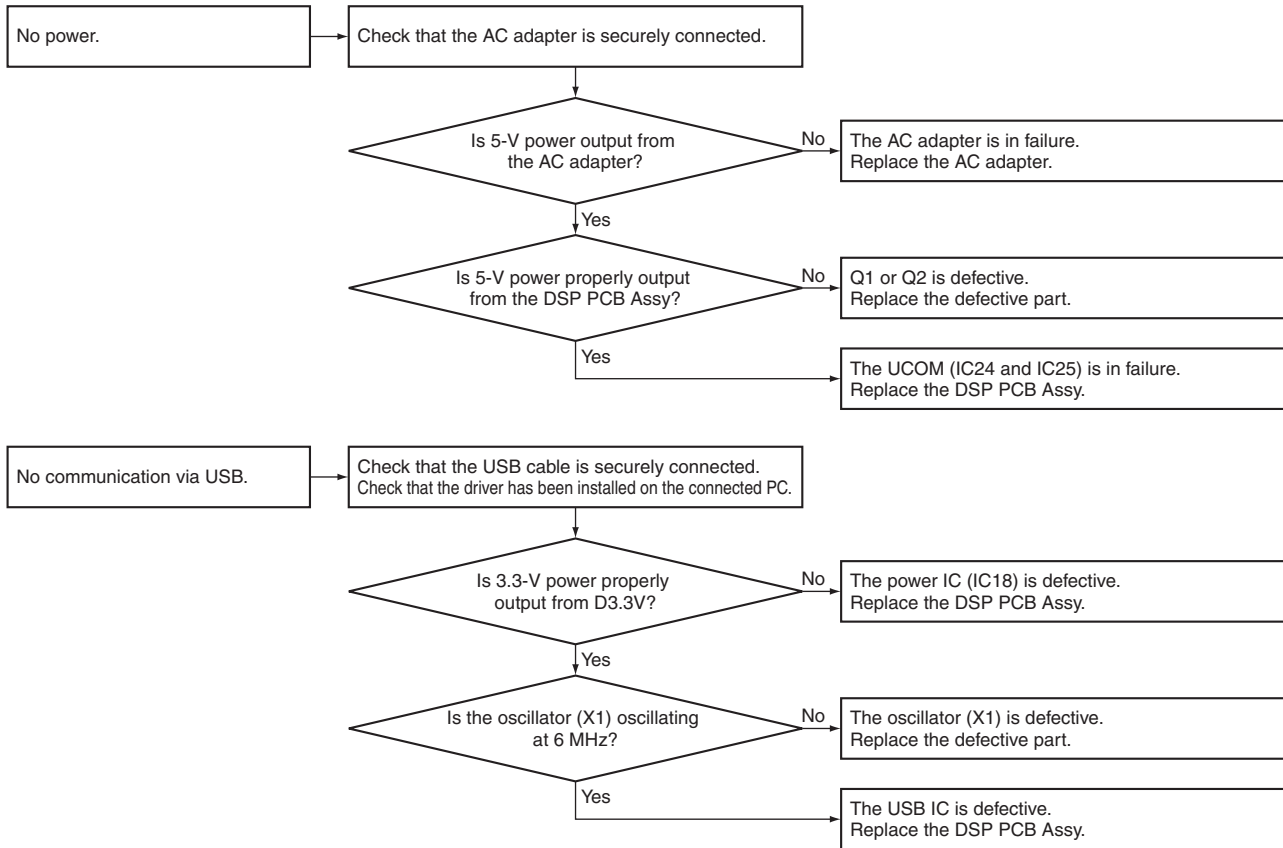 No power.
Check that the AC adapter is securely connected.
Is 5-V power output from
the AC adapter?
No
The AC adapter is in failure.
Replace the AC adapter.
Yes
Is 5-V power properly output
from the DSP PCB Assy?
No
Q1 or Q2 is defective.
Replace the defective part.
Yes
The UCOM (IC24 and IC25) is in failure.
Replace the DSP PCB Assy.
No communication via USB.
Check that the USB cable is securely connected.
Check that the driver has been installed on the connected PC.
Is 3.3-V power properly
output from D3.3V?
No
The power IC (IC18) is defective.
Replace the DSP PCB Assy.
Yes
Is the oscillator (X1) oscillating
at 6 MHz?
No
The oscillator (X1) is defective.
Replace the defective part.
Yes
The USB IC is defective.
Replace the DSP PCB Assy.